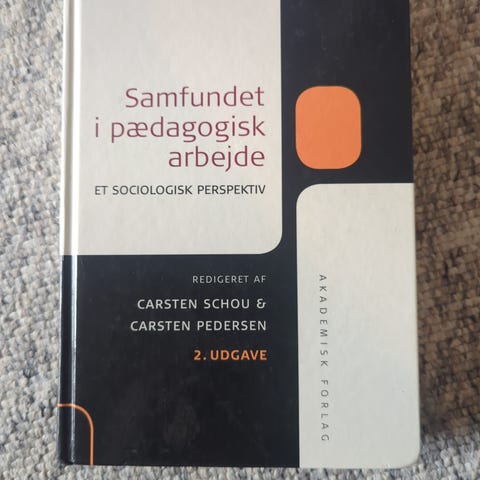 Samfundet
i pædagogisk
arbejde
ET SOCIOLOGISK PERSPEKTIV
REDIGERET AF
CARSTEN SCHOU &
CARSTEN PEDERSEN
2. UDGAVE
AKADEMISK FORLAG